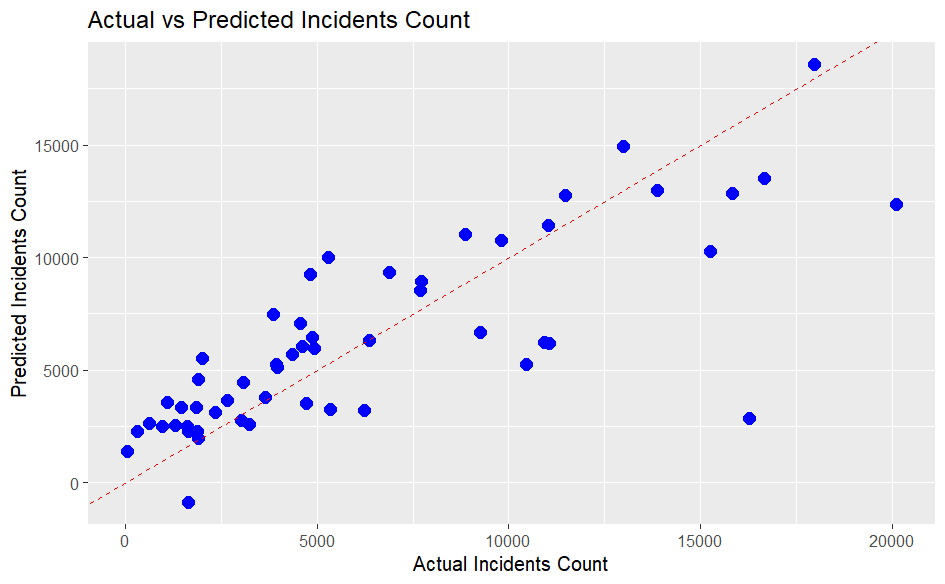 Actual vs Predicted Incidents Count
Predicted Incidents Count
15000
10000
5000
0
0 5000 10000 15000 20000
Actual Incidents Count